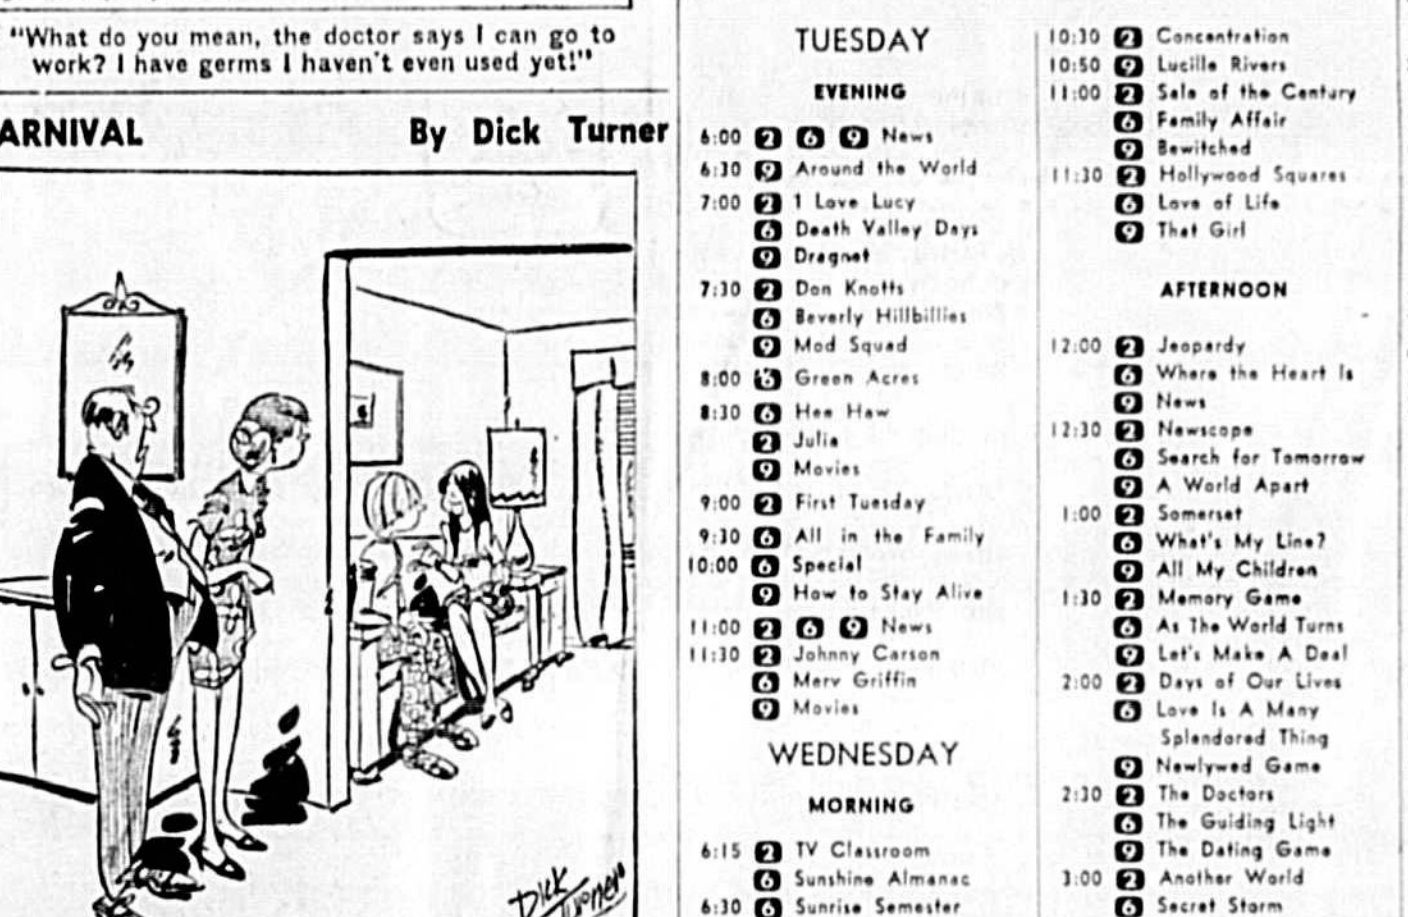 "What do you mean, the doctor says I can go to
work? I have germs I haven't even used yet!"
ARNIVAL By Dick Turner
Dick Turner
TUESDAY
EVENING
6:00 2 6 9 News
6:30 9 Around the World
7:00 2 I Love Lucy
6 Death Valley Days
9 Dragnet
7:30 2 Don Knotts
6 Beverly Hillbillies
9 Mod Squad
8:00 6 Green Acres
8:30 6 Hee Haw
2 Julia
9 Movies
9:00 2 First Tuesday
9:30 6 All in the Family
10:00 6 Special
9 How to Stay Alive
11:00 2 6 9 News
11:30 2 Johnny Carson
6 Merv Griffin
9 Movies
WEDNESDAY
MORNING
6:15 2 TV Classroom
6 Sunshine Almanac
6:30 6 Sunrise Semester
10:30 2 Concentration
10:50 9 Lucille Rivers
11:00 2 Sale of the Century
6 Family Affair
9 Bewitched
11:30 2 Hollywood Squares
6 Love of Life
9 That Girl
AFTERNOON
12:00 2 Jeopardy
6 Where the Heart Is
9 News
12:30 2 Newscope
6 Search for Tomorrow
9 A World Apart
1:00 2 Somerset
6 What's My Line?
9 All My Children
1:30 2 Memory Game
6 As The World Turns
9 Let's Make A Deal
2:00 2 Days of Our Lives
6 Love Is A Many
Splendored Thing
9 Newlywed Game
2:30 2 The Doctors
6 The Guiding Light
9 The Dating Game
3:00 2 Another World
6 Secret Storm